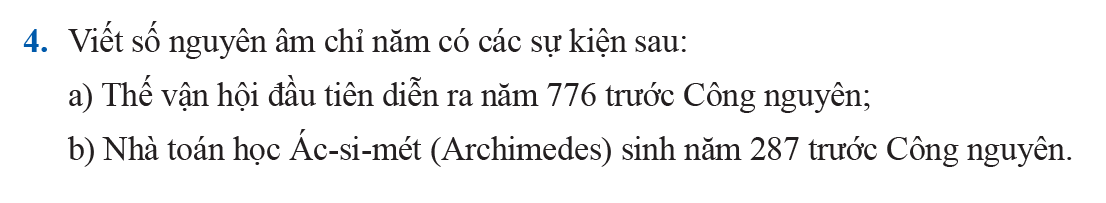 4. Viết số nguyên âm chỉ năm có các sự kiện sau:
a) Thế vận hội đầu tiên diễn ra năm 776 trước Công nguyên;
b) Nhà toán học Ác-si-mét (Archimedes) sinh năm 287 trước Công nguyên.